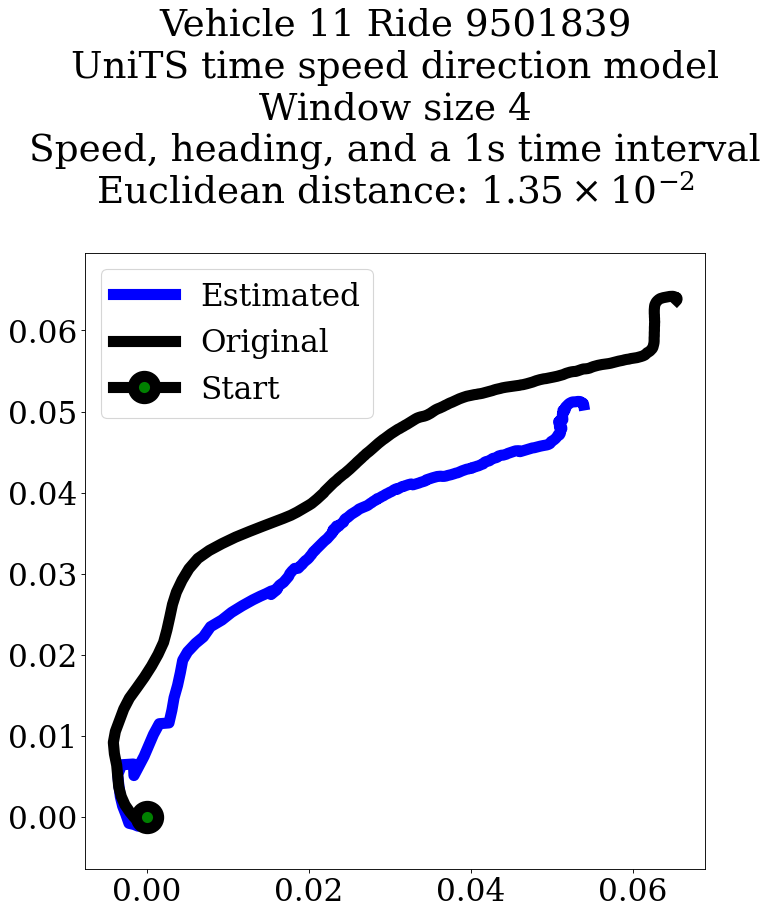 Vehicle 11 Ride 9501839
UniTS time speed direction model
Window size 4
Speed, heading, and a 1s time interval
Euclidean distance: 1.35 × 10⁻²
Estimated
Original
Start
0.06
0.05
0.04
0.03
0.02
0.01
0.00
0.00 0.02 0.04 0.06